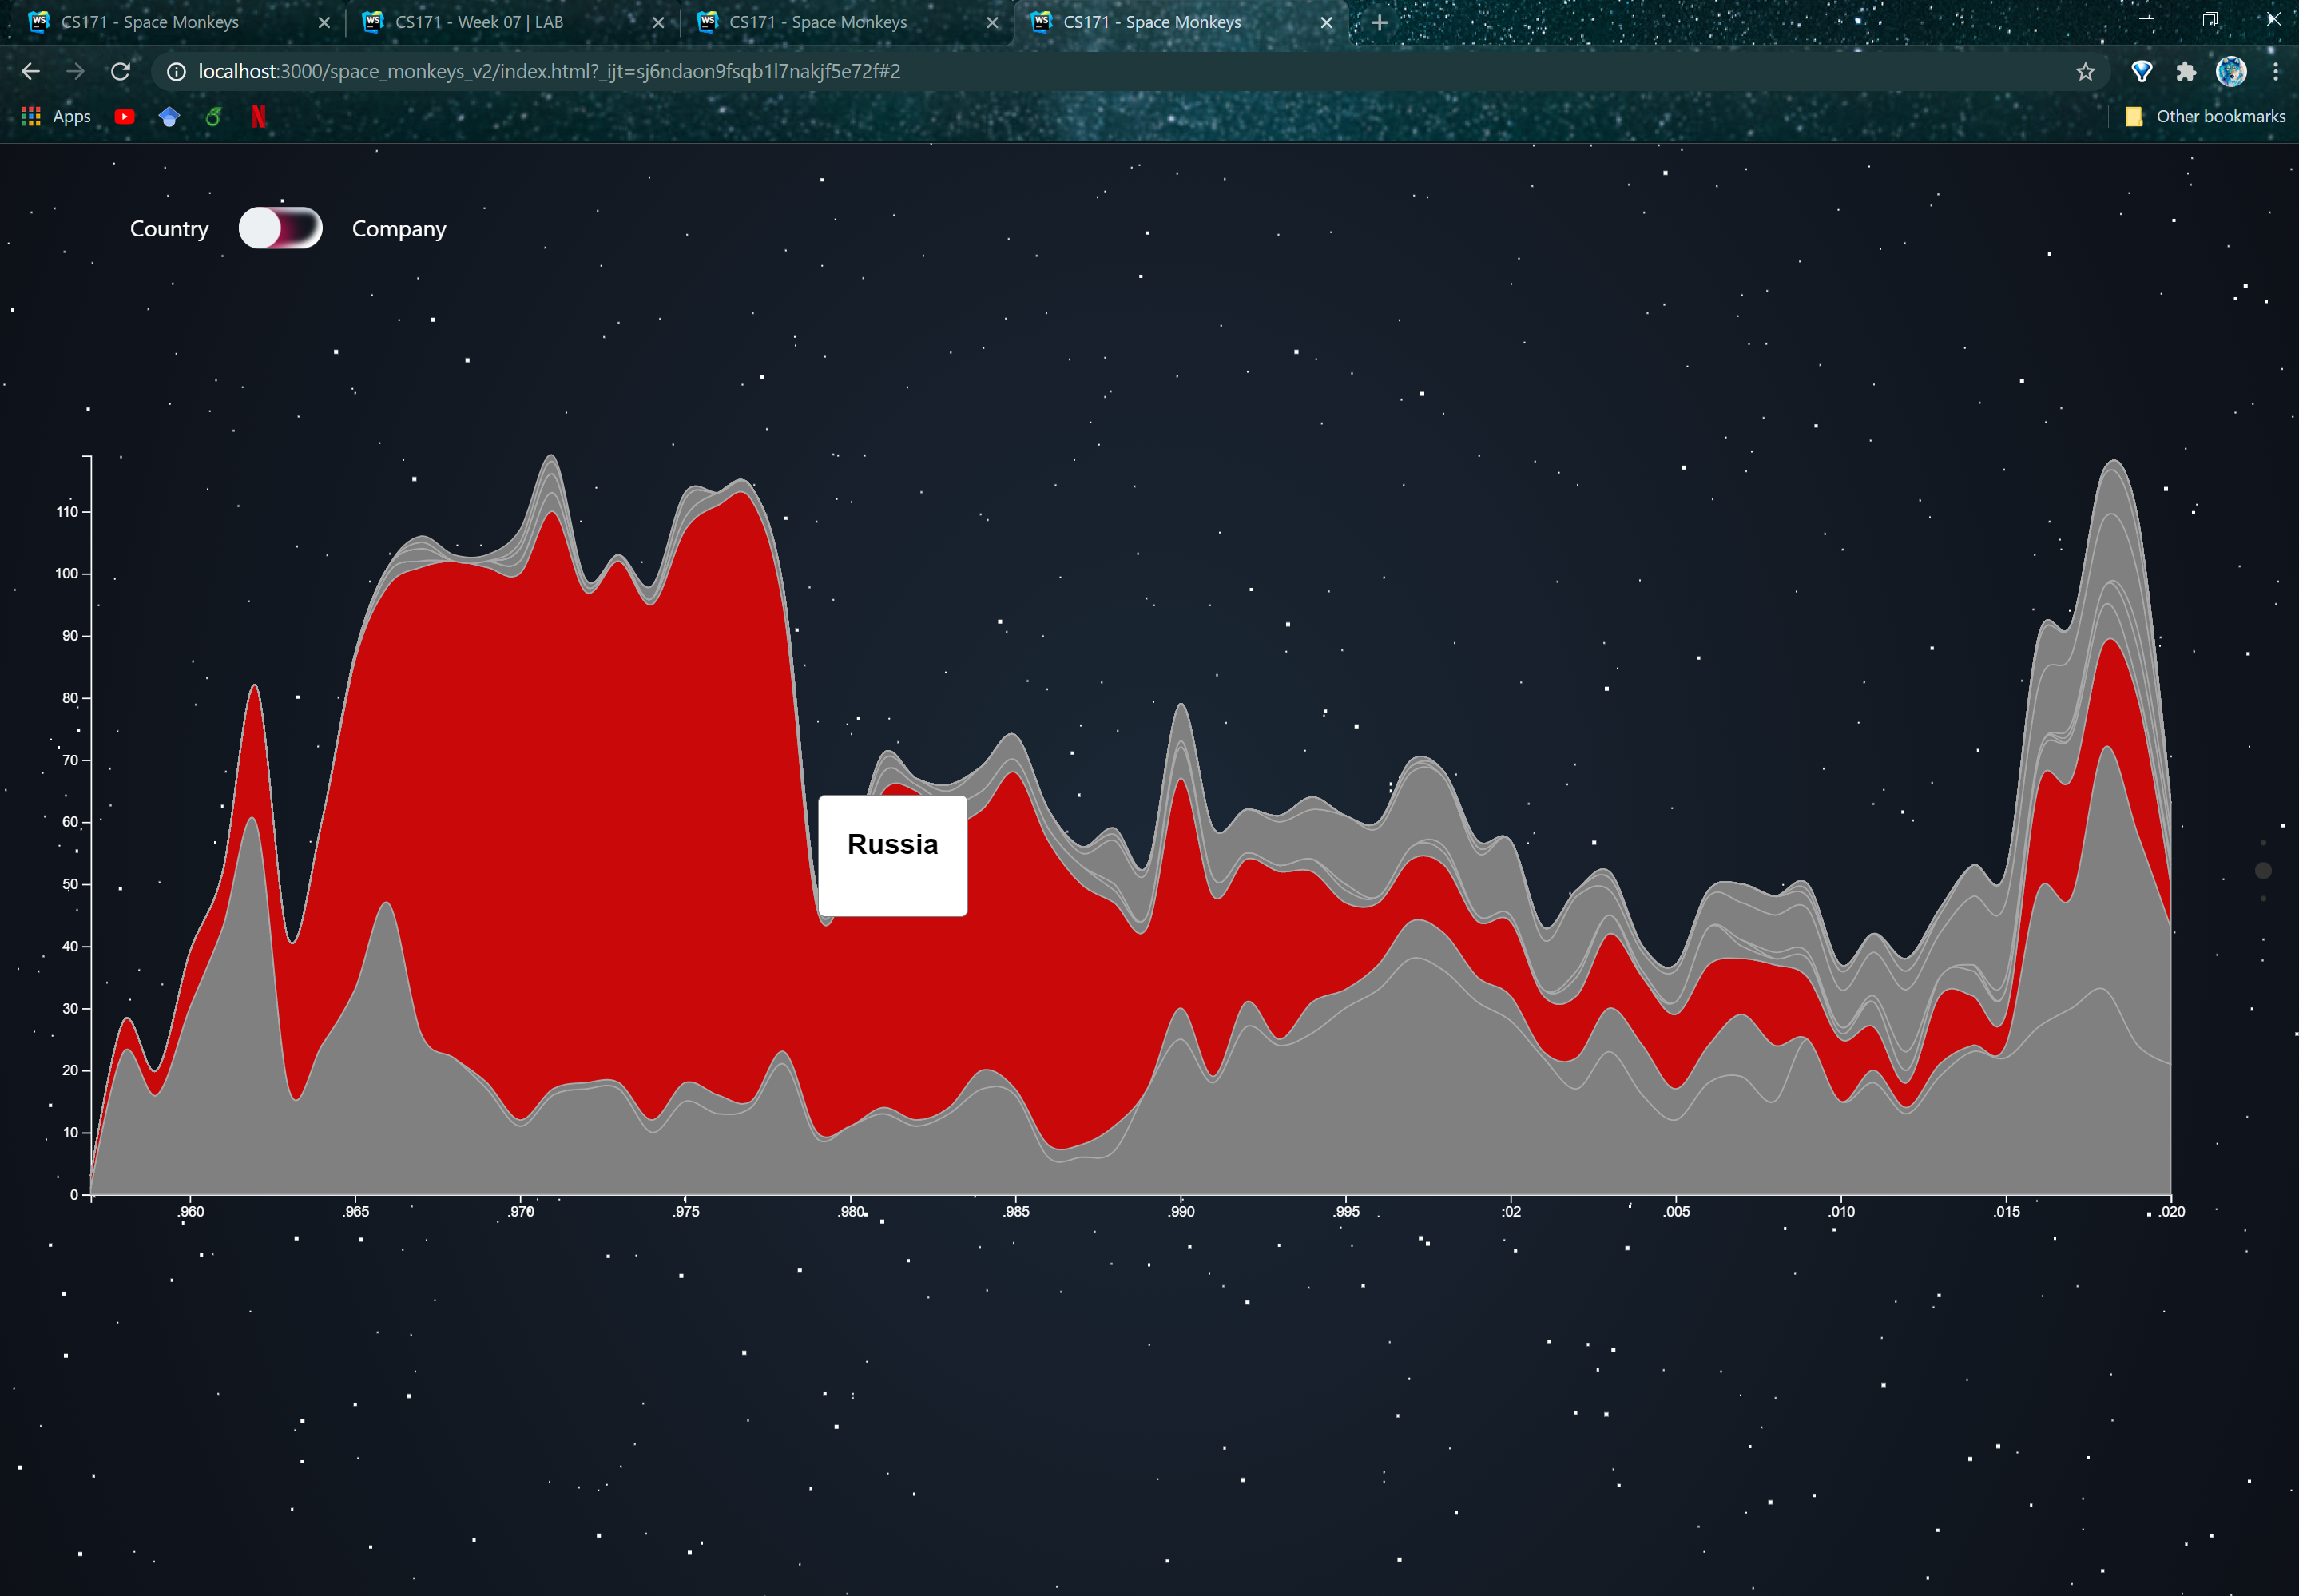 CS171 - Space Monkeys
CS171 - Week 07 | LAB
CS171 - Space Monkeys
CS171 - Space Monkeys
localhost:3000/space_monkeys_v2/index.html?_ijt=sj6ndaon9fsqb1l7nakjf5e72f#2
Apps
Other bookmarks
Country
Company
110
100
90
80
70
60
50
40
30
20
10
0
Russia
.960 .965 .970 .975 .980 .985 .990 .995 :02 .005 .010 .015 .020